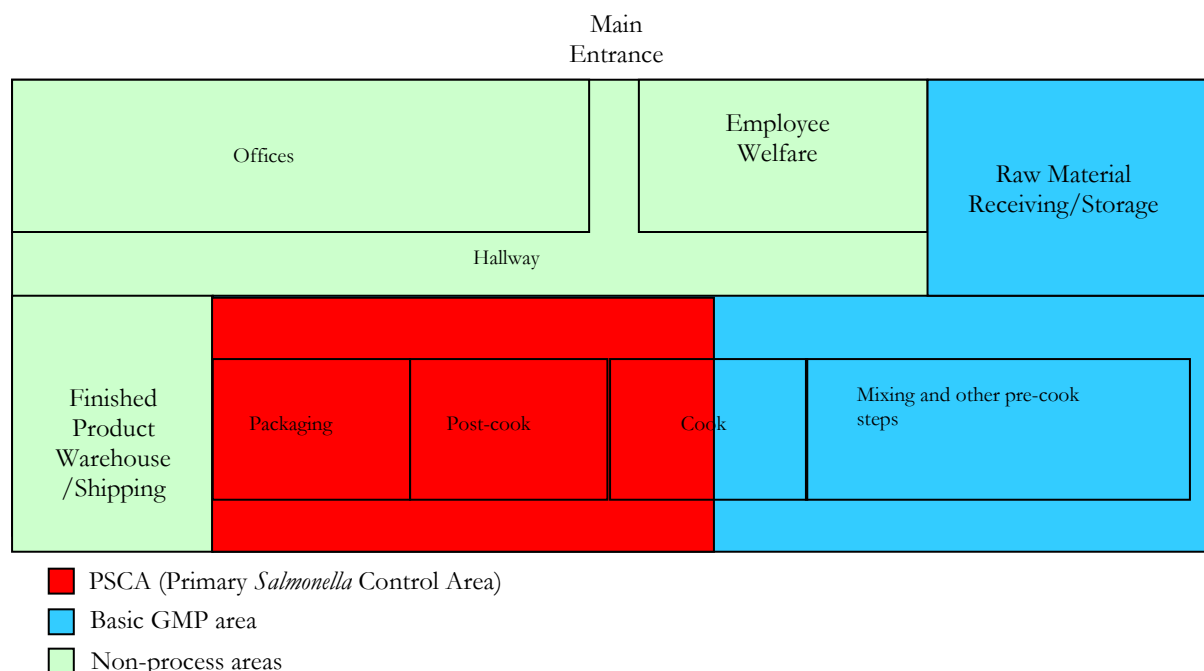 Main
Entrance
Offices
Employee
Welfare
Raw Material
Receiving/Storage
Hallway
Finished
Product
Warehouse
/Shipping
Packaging
Post-cook
Cook
Mixing and other pre-cook
steps
PSCA (Primary Salmonella Control Area)
Basic GMP area
Non-process areas